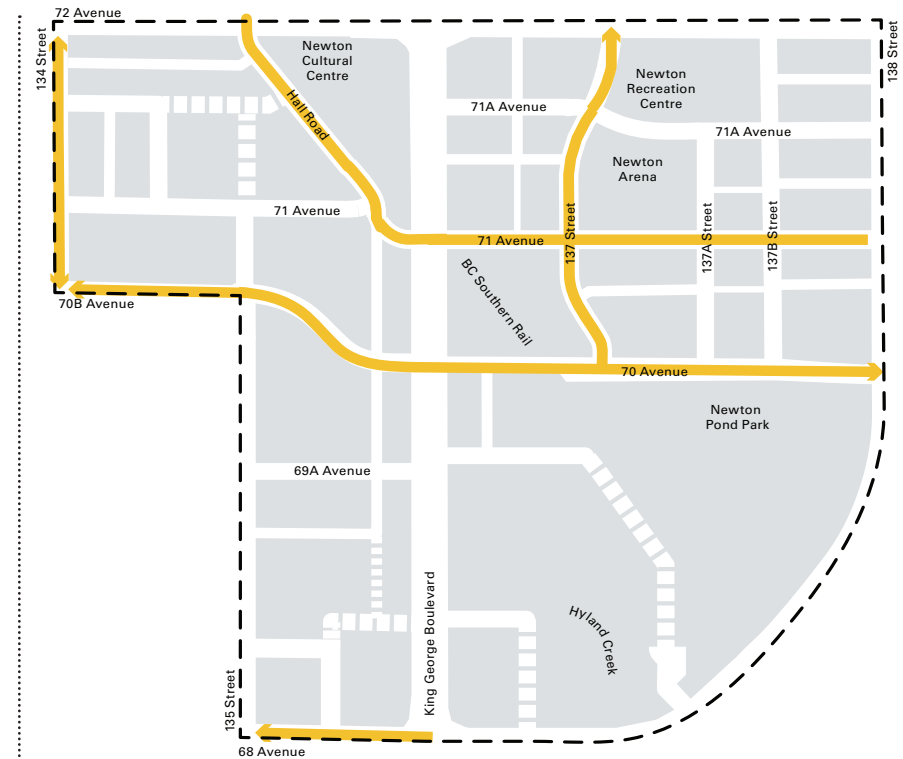 72 Avenue
134 Street
138 Street
Newton
Cultural
Centre
Hall Road
Newton
Recreation
Centre
71A Avenue
71A Avenue
Newton
Arena
71 Avenue
71 Avenue
137 Street
137A Street
137B Street
BC Southern Rail
70B Avenue
70 Avenue
Newton
Pond Park
69A Avenue
King George Boulevard
Hyland Creek
135 Street
68 Avenue